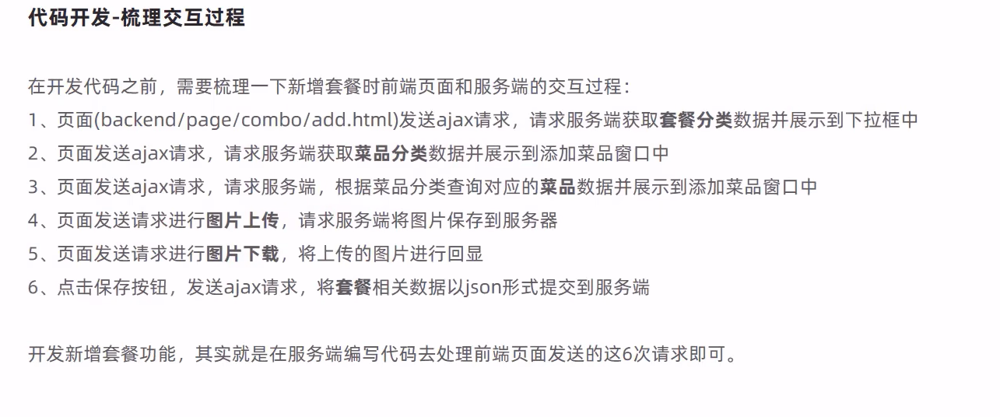 代码开发-梳理交互过程
在开发代码之前，需要梳理一下新增套餐时前端页面和服务端的交互过程：
1、页面(backend/page/combo/add.html)发送ajax请求，请求服务端获取套餐分类数据并展示到下拉框中
2、页面发送ajax请求，请求服务端获取菜品分类数据并展示到添加菜品窗口中
3、页面发送ajax请求，请求服务端，根据菜品分类查询对应的菜品数据并展示到添加菜品窗口中
4、页面发送请求进行图片上传，请求服务端将图片保存到服务器
5、页面发送请求进行图片下载，将上传的图片进行回显
6、点击保存按钮，发送ajax请求，将套餐相关数据以json形式提交到服务端
开发新增套餐功能，其实就是在服务端编写代码去处理前端页面发送的这6次请求即可。